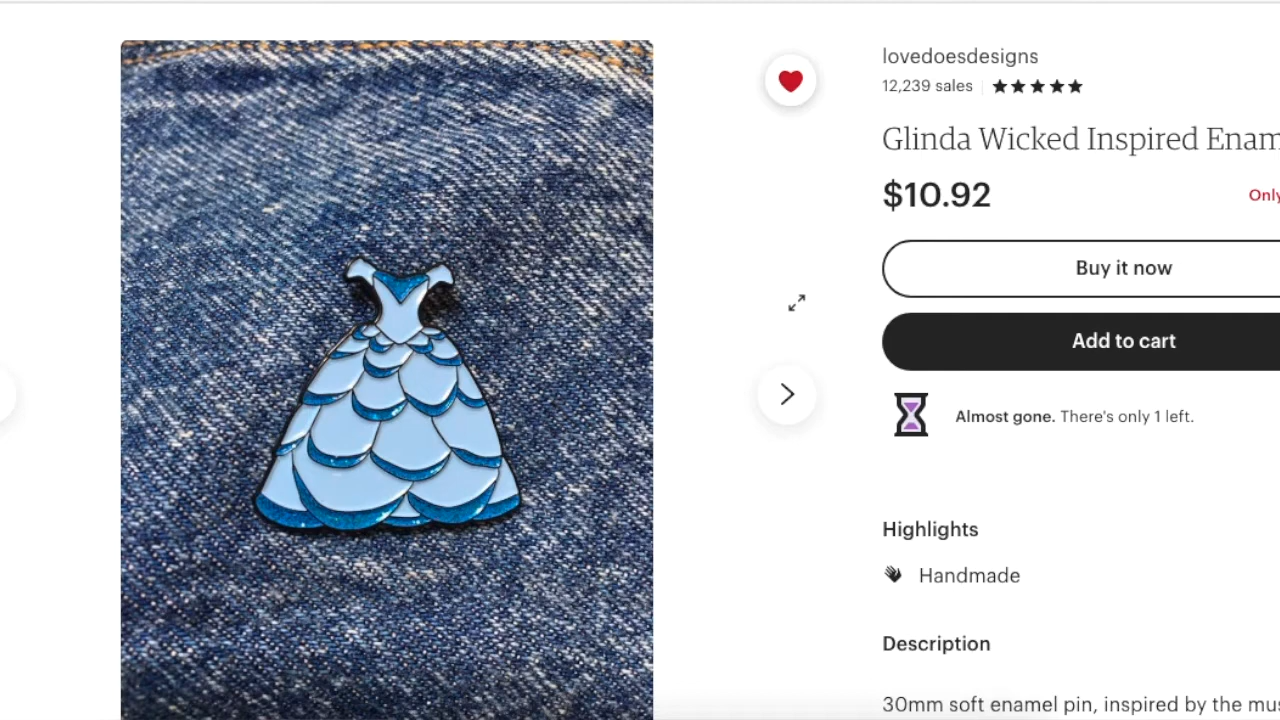 lovedoesdesigns
12,239 sales
Glinda Wicked Inspired Enam
$10.92
Only
Buy it now
Add to cart
Almost gone. There's only 1 left.
Highlights
Handmade
Description
30mm soft enamel pin, inspired by the mus